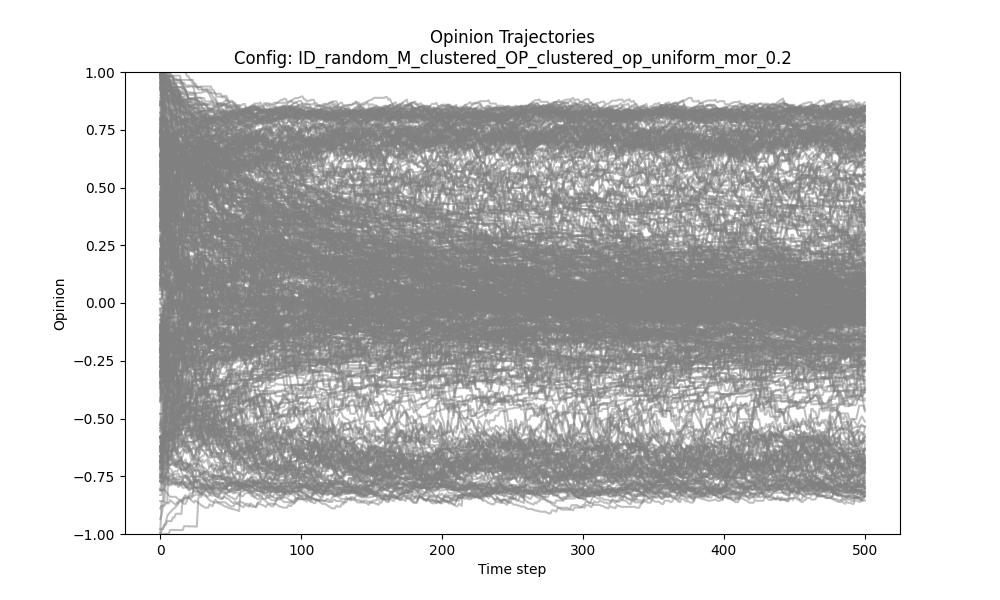 Opinion Trajectories
Config: ID_random_M_clustered_OP_clustered_op_uniform_mor_0.2
1.00
0.75
0.50
0.25
0.00
−0.25
−0.50
−0.75
−1.00
Opinion
0 100 200 300 400 500
Time step